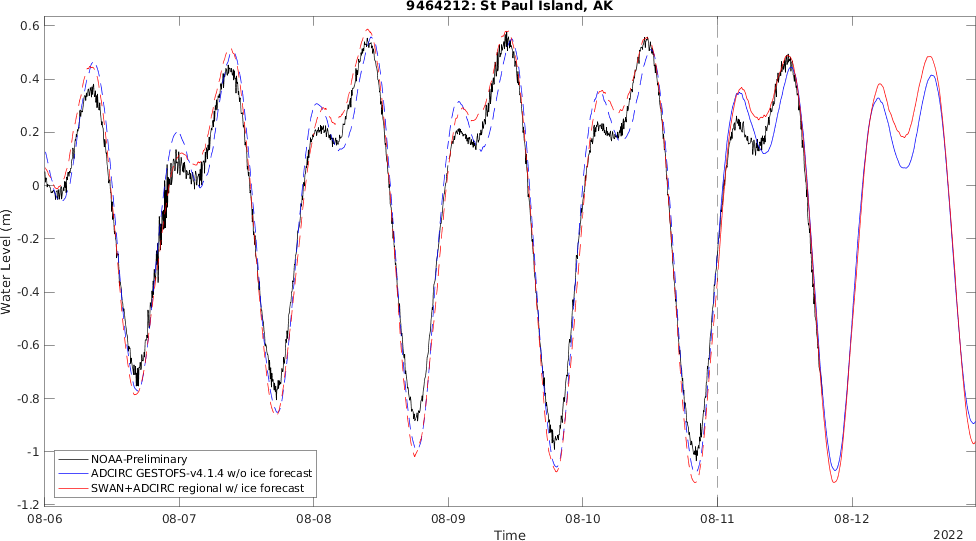 9464212: St Paul Island, AK
0.6
0.4
0.2
0
-0.2
-0.4
-0.6
-0.8
-1
-1.2
Water Level (m)
NOAA-Preliminary
ADCIRC GESTOFS-v4.1.4 w/o ice forecast
SWAN+ADCIRC regional w/ ice forecast
08-06 08-07 08-08 08-09 08-10 08-11 08-12
Time
2022